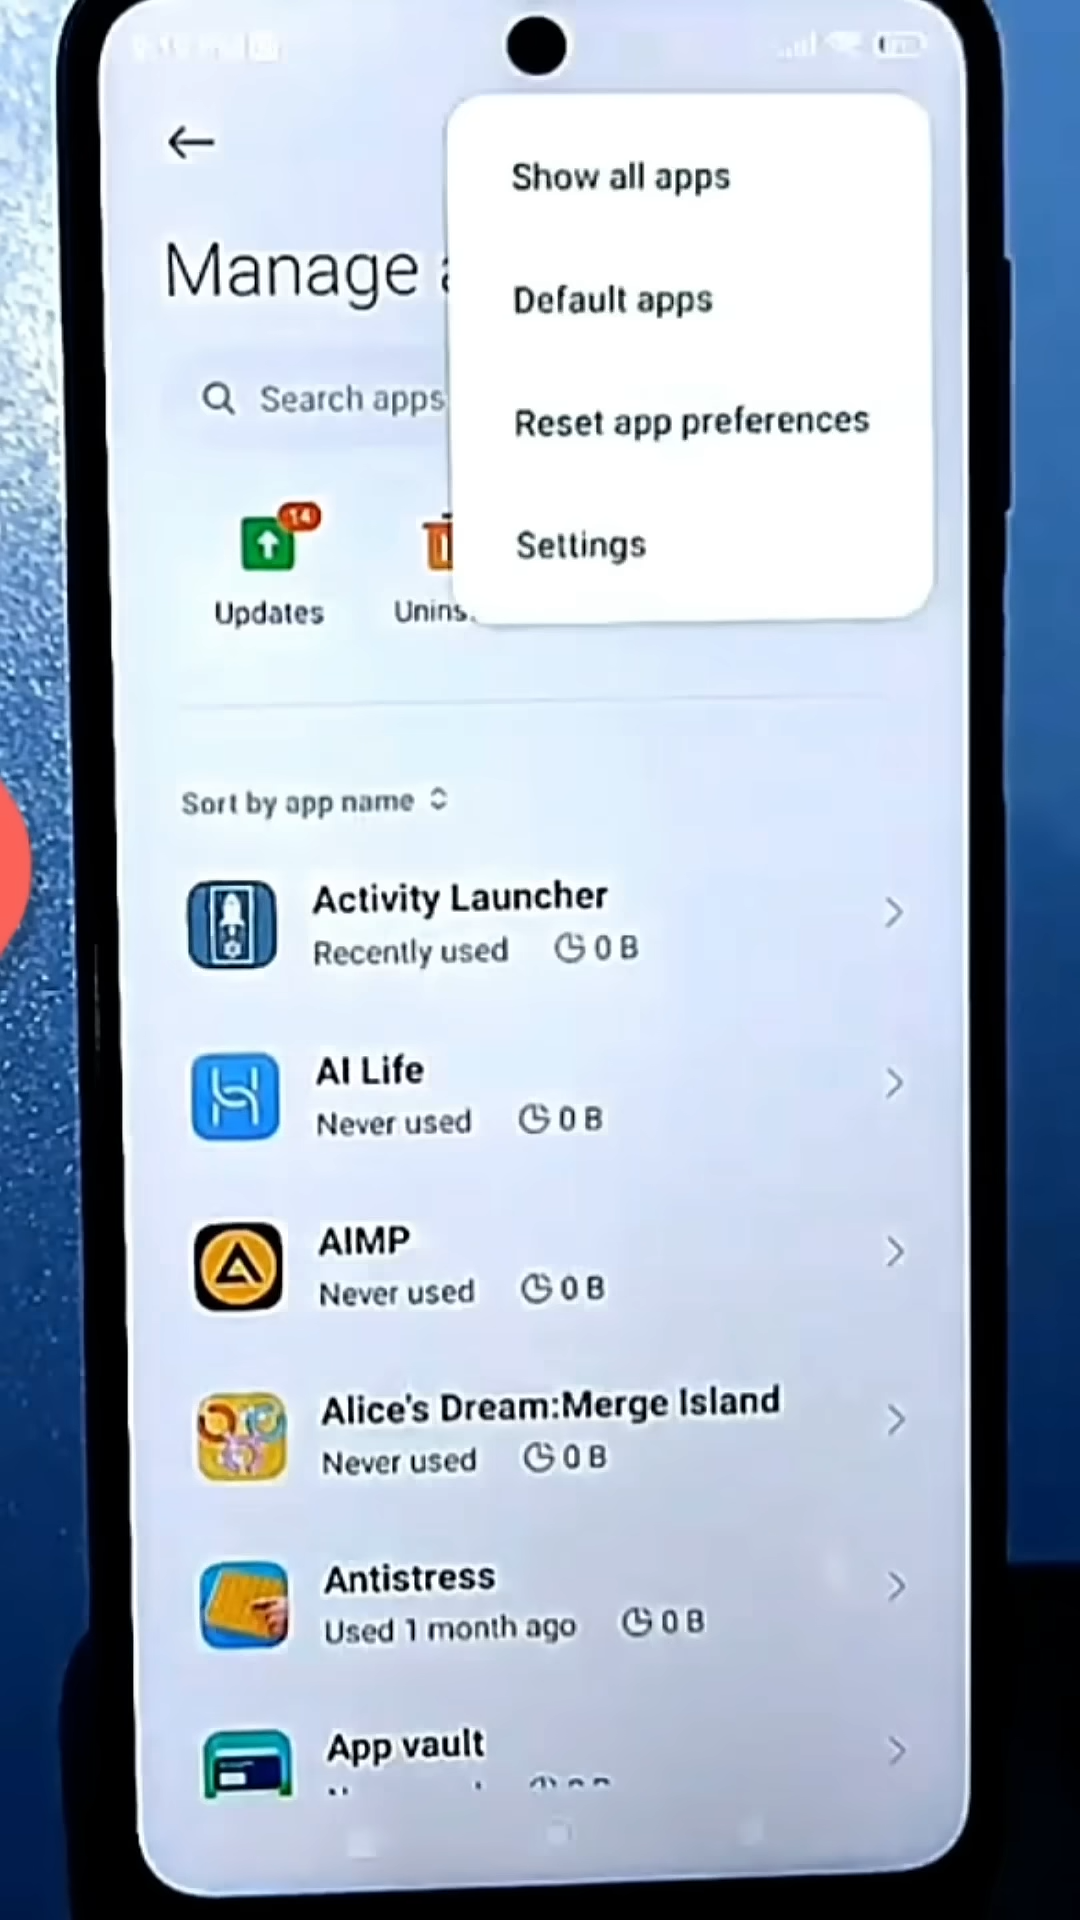 Show all apps
Manage
Default apps
Search apps
Reset app preferences
14
Settings
Updates
Unins
Sort by app name
Activity Launcher
Recently used 0 B
AI Life
Never used 0 B
AIMP
Never used 0 B
Alice's Dream:Merge Island
Never used 0 B
Antistress
Used 1 month ago 0 B
App vault